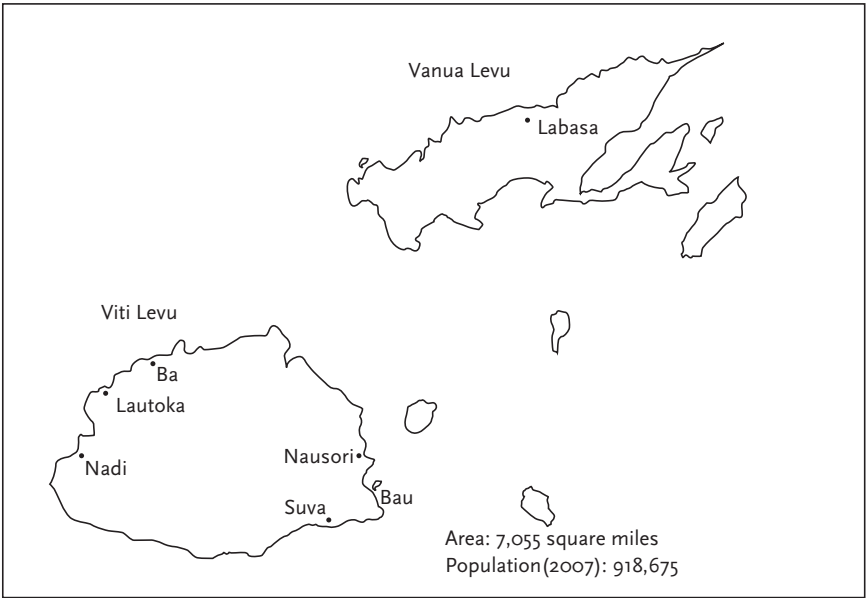 Vanua Levu
Labasa
Viti Levu
Ba
Lautoka
Nausori
Nadi
Bau
Suva
Area: 7,055 square miles
Population (2007): 918,675